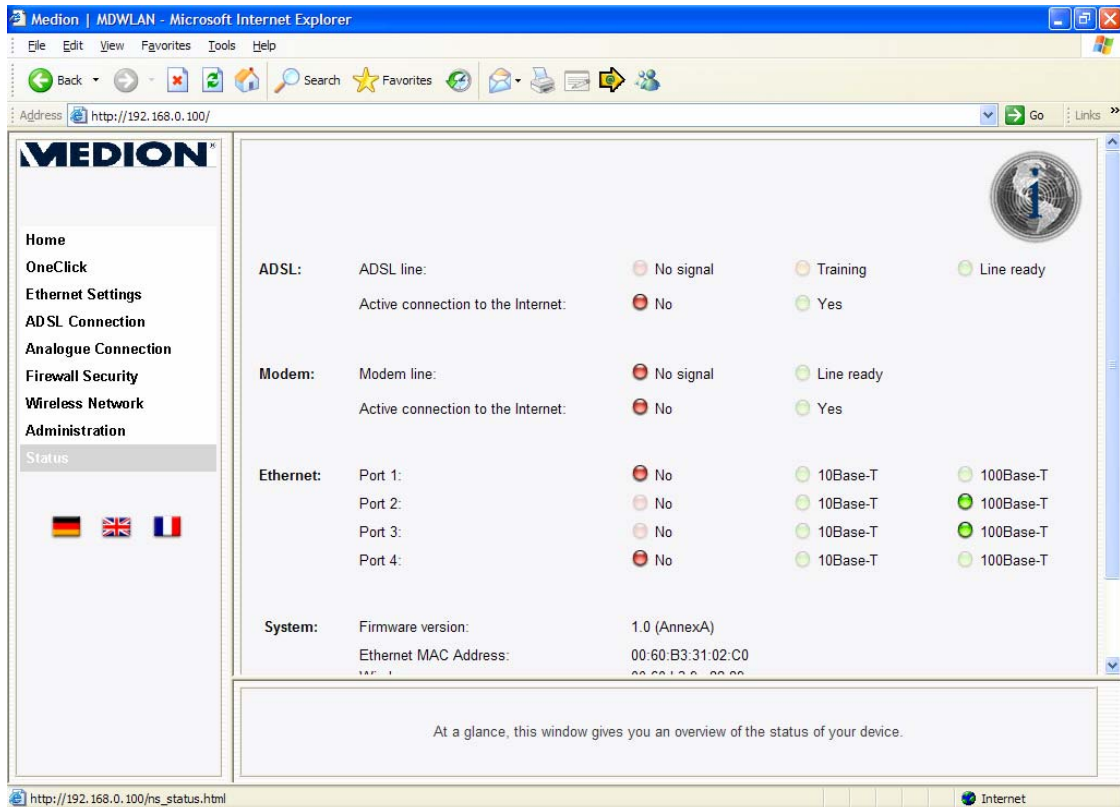 Medion | MDWLAN - Microsoft Internet Explorer
File Edit View Favorites Tools Help
Back Search Favorites
Address http://192.168.0.100/ Go Links »
MEDION®
Home
OneClick
Ethernet Settings
ADSL Connection
Analogue Connection
Firewall Security
Wireless Network
Administration
Status
i
ADSL: ADSL line: No signal Training Line ready
Active connection to the Internet: No Yes
Modem: Modem line: No signal Line ready
Active connection to the Internet: No Yes
Ethernet: Port 1: No 10Base-T 100Base-T
Port 2: No 10Base-T 100Base-T
Port 3: No 10Base-T 100Base-T
Port 4: No 10Base-T 100Base-T
System: Firmware version: 1.0 (AnnexA)
Ethernet MAC Address: 00:60:B3:31:02:C0
At a glance, this window gives you an overview of the status of your device.
http://192.168.0.100/ns_status.html Internet